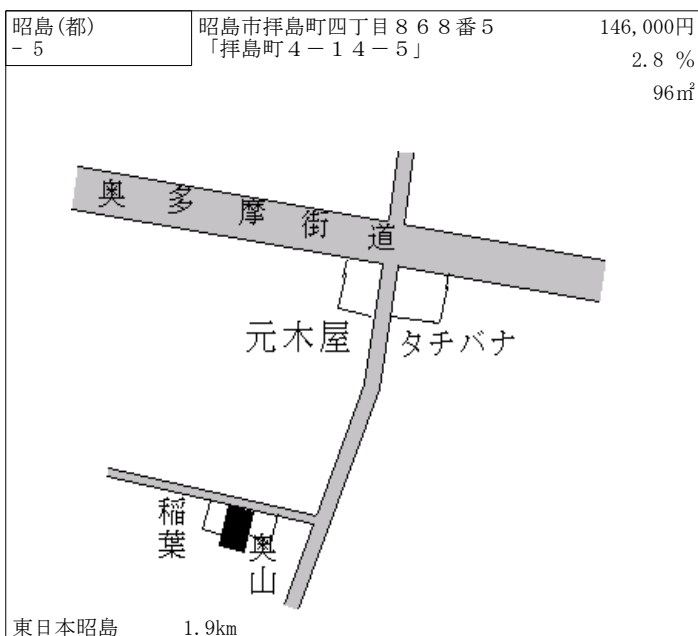 昭島(都)
- 5
昭島市拝島町四丁目８６８番５
「拝島町４－１４－５」
146,000円
2.8 %
96㎡
奥多摩街道
元木屋
タチバナ
稲葉
奥山
東日本昭島 1.9km